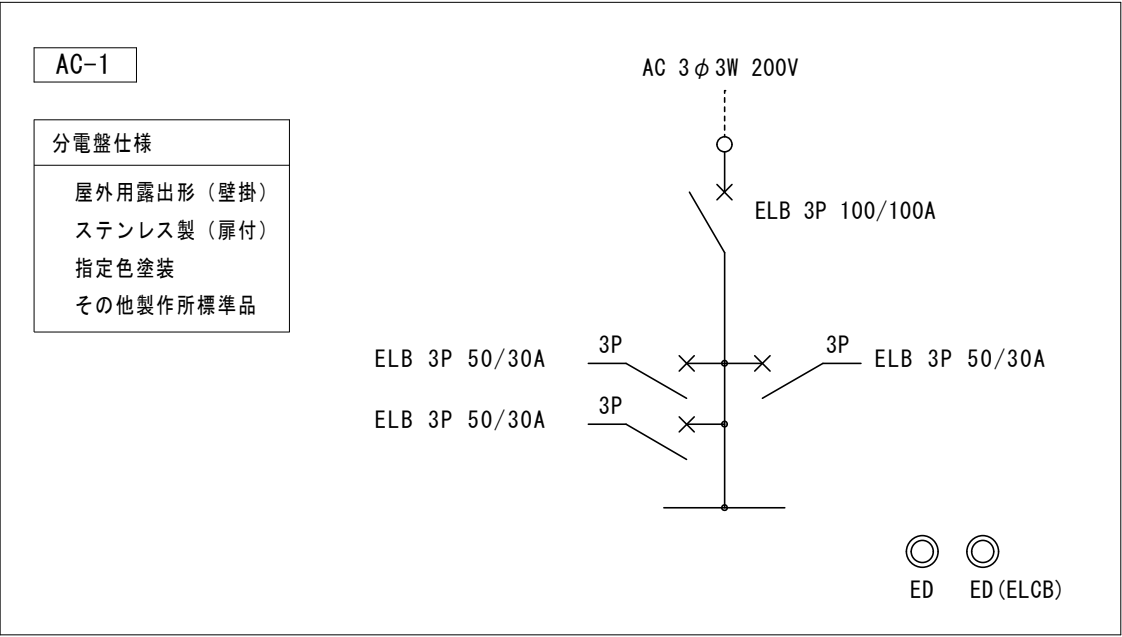 AC-1
AC 3φ3W 200V
分電盤仕様
屋外用露出形（壁掛）
ステンレス製（扉付）
指定色塗装
その他製作所標準品
ELB 3P 100/100A
ELB 3P 50/30A
3P
3P
ELB 3P 50/30A
ELB 3P 50/30A
3P
ED
ED(ELCB)